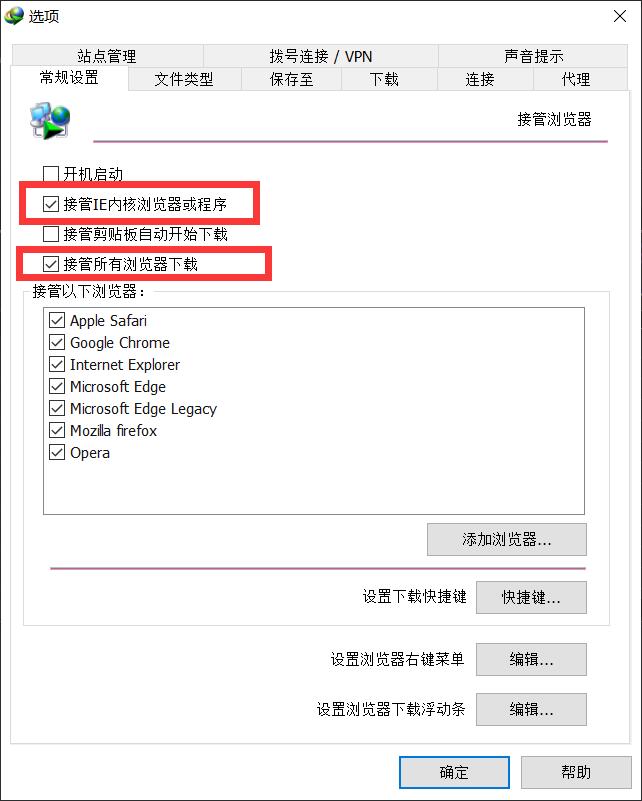 选项
站点管理 拨号连接 / VPN 声音提示
常规设置 文件类型 保存至 下载 连接 代理
接管浏览器
开机启动
接管IE内核浏览器或程序
接管剪贴板自动开始下载
接管所有浏览器下载
接管以下浏览器：
Apple Safari
Google Chrome
Internet Explorer
Microsoft Edge
Microsoft Edge Legacy
Mozilla firefox
Opera
添加浏览器...
设置下载快捷键 快捷键...
设置浏览器右键菜单 编辑...
设置浏览器下载浮动条 编辑...
确定 帮助